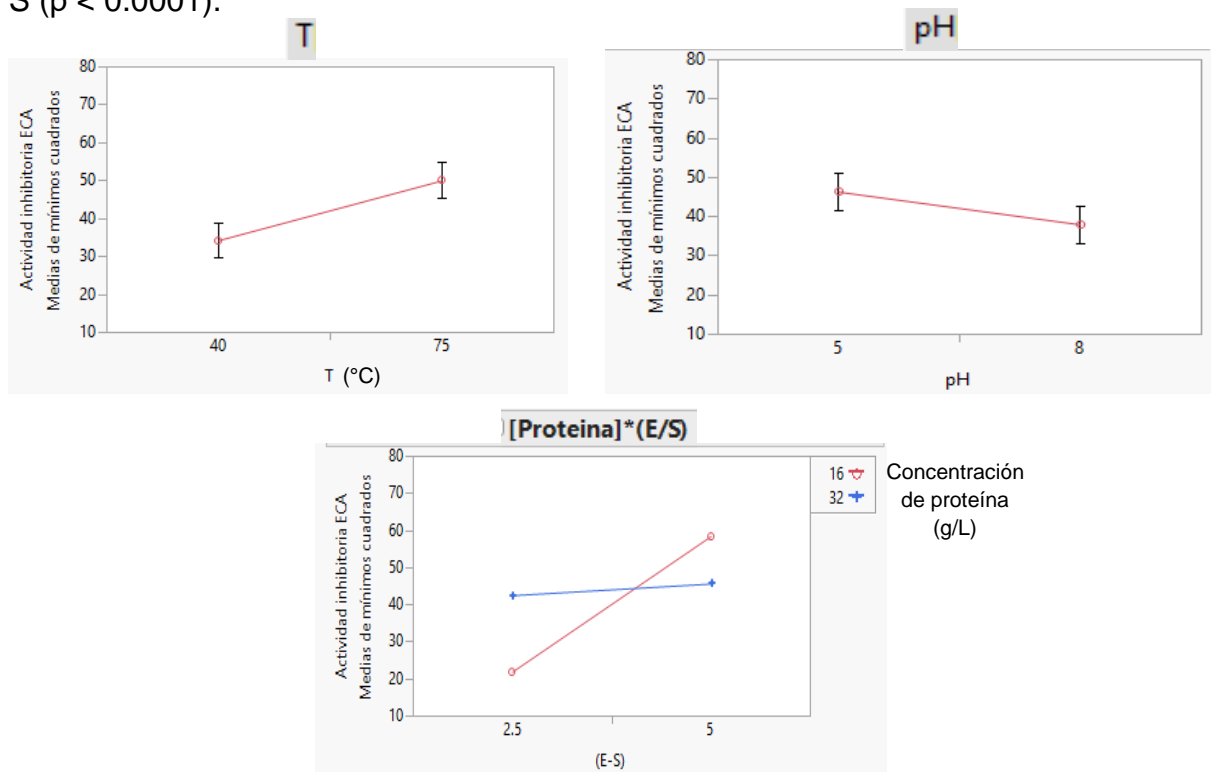 S (p < 0.0001).
T
80
70
60
50
40
30
20
10
Actividad inhibitoria ECA
Medias de mínimos cuadrados
40
75
T (°C)
pH
80
70
60
50
40
30
20
10
Actividad inhibitoria ECA
Medias de mínimos cuadrados
5
8
pH
[Proteina]*(E/S)
80
70
60
50
40
30
20
10
Actividad inhibitoria ECA
Medias de mínimos cuadrados
2.5
5
(E-S)
16
32
Concentración
de proteína
(g/L)